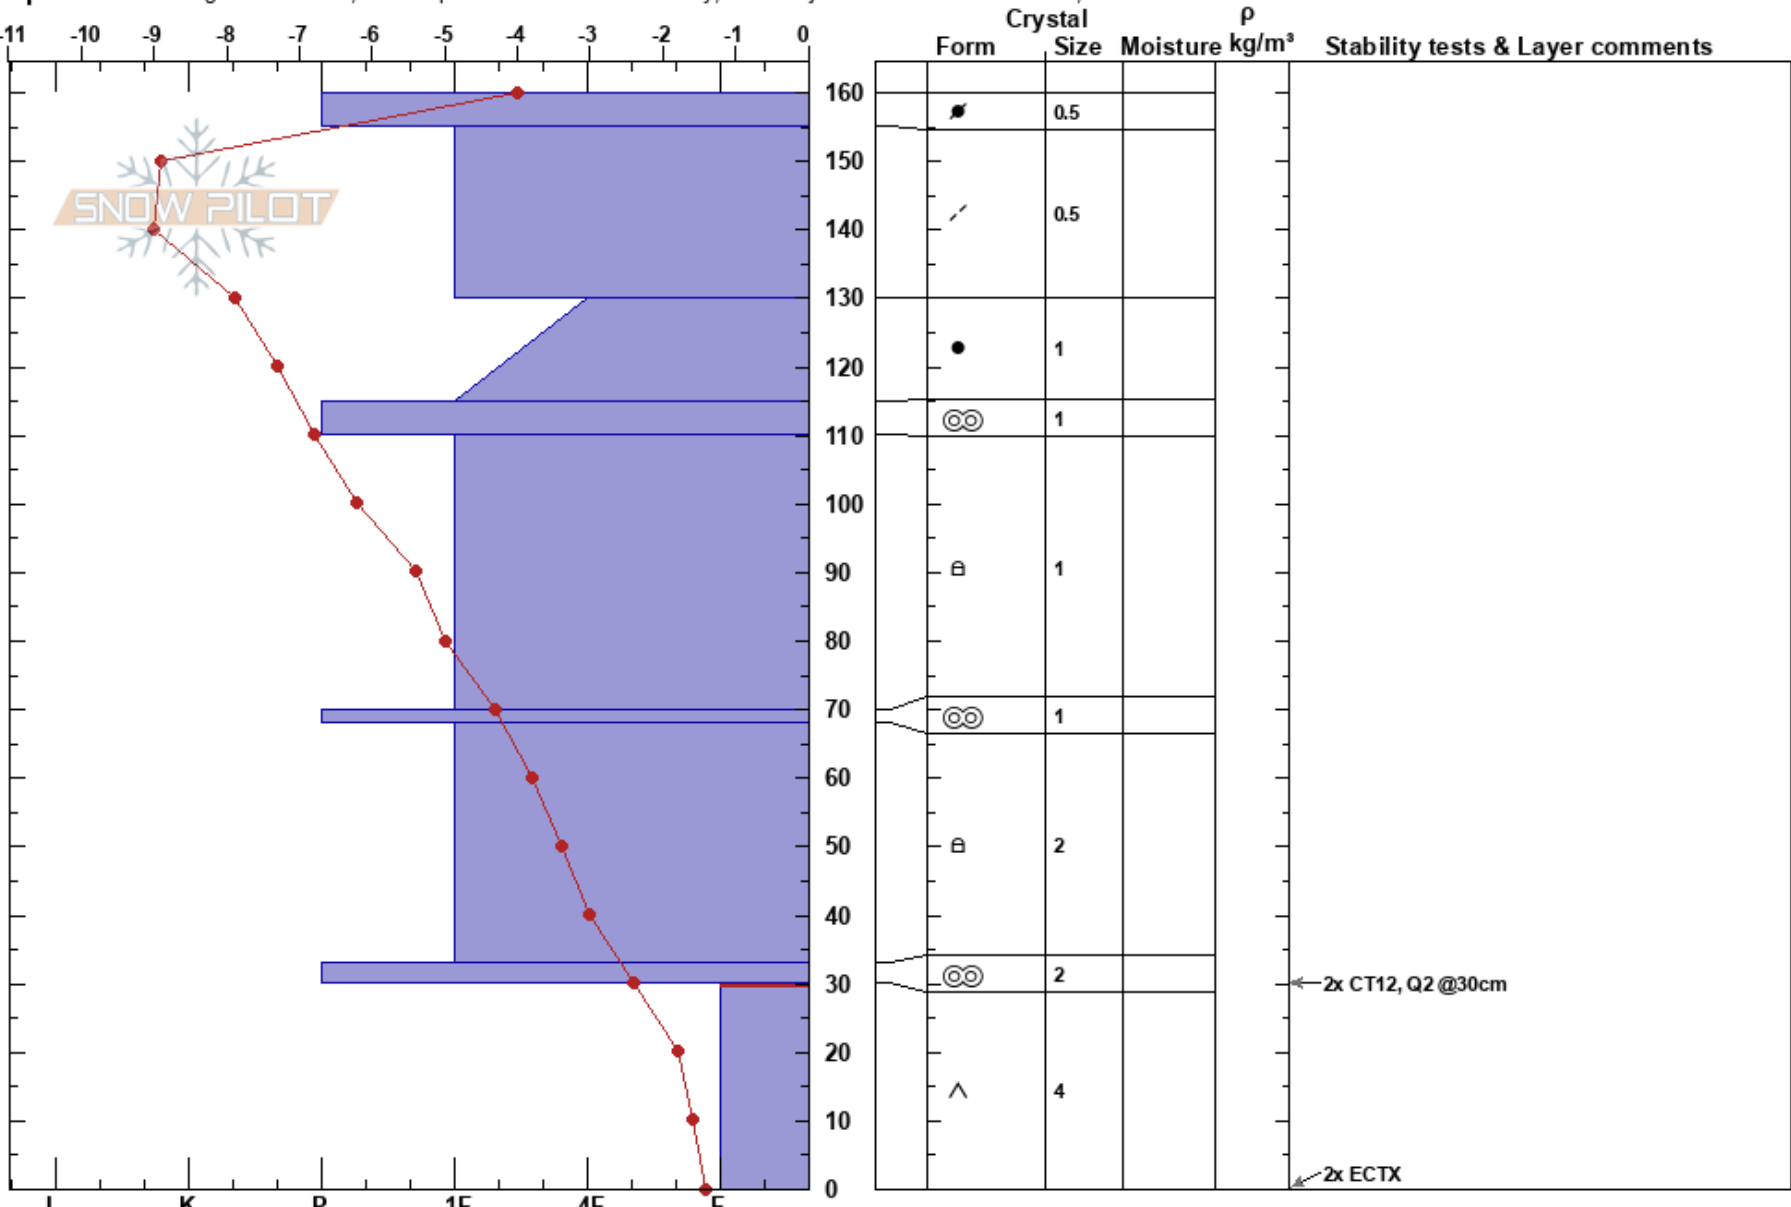 Crystal ρ
-11 -10 -9 -8 -7 -6 -5 -4 -3 -2 -1 0 Form Size Moisture kg/m³ Stability tests & Layer comments
160 0.5
150
SNOW PILOT
140 0.5
130
120 1
1
110
100
90 1
80
70 1
60
50 2
40
30 2 2x CT12, Q2 @30cm
20
10 4
0 2x ECTX
I K P 1F 4F F